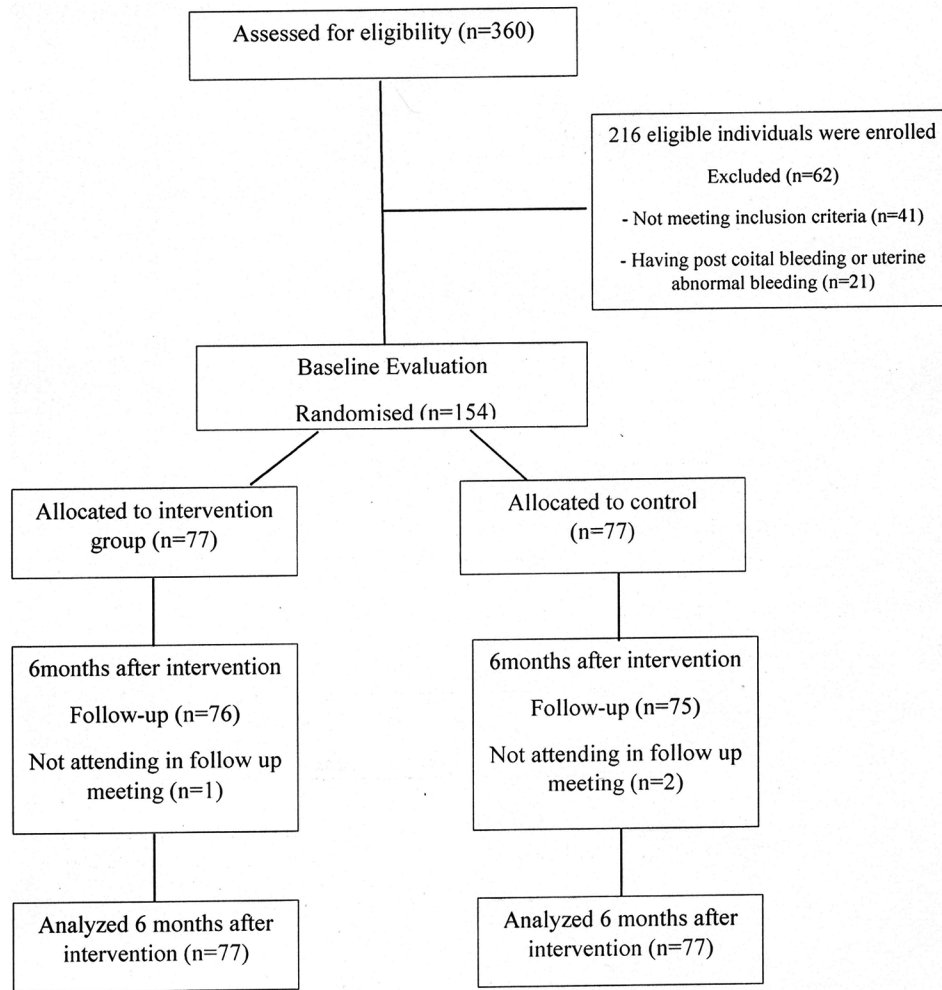 Assessed for eligibility (n=360)
216 eligible individuals were enrolled
Excluded (n=62)
- Not meeting inclusion criteria (n=41)
- Having post coital bleeding or uterine
abnormal bleeding (n=21)
Baseline Evaluation
Randomised (n=154)
Allocated to intervention
group (n=77)
Allocated to control
(n=77)
6months after intervention
Follow-up (n=76)
Not attending in follow up
meeting (n=1)
6months after intervention
Follow-up (n=75)
Not attending in follow up
meeting (n=2)
Analyzed 6 months after
intervention (n=77)
Analyzed 6 months after
intervention (n=77)